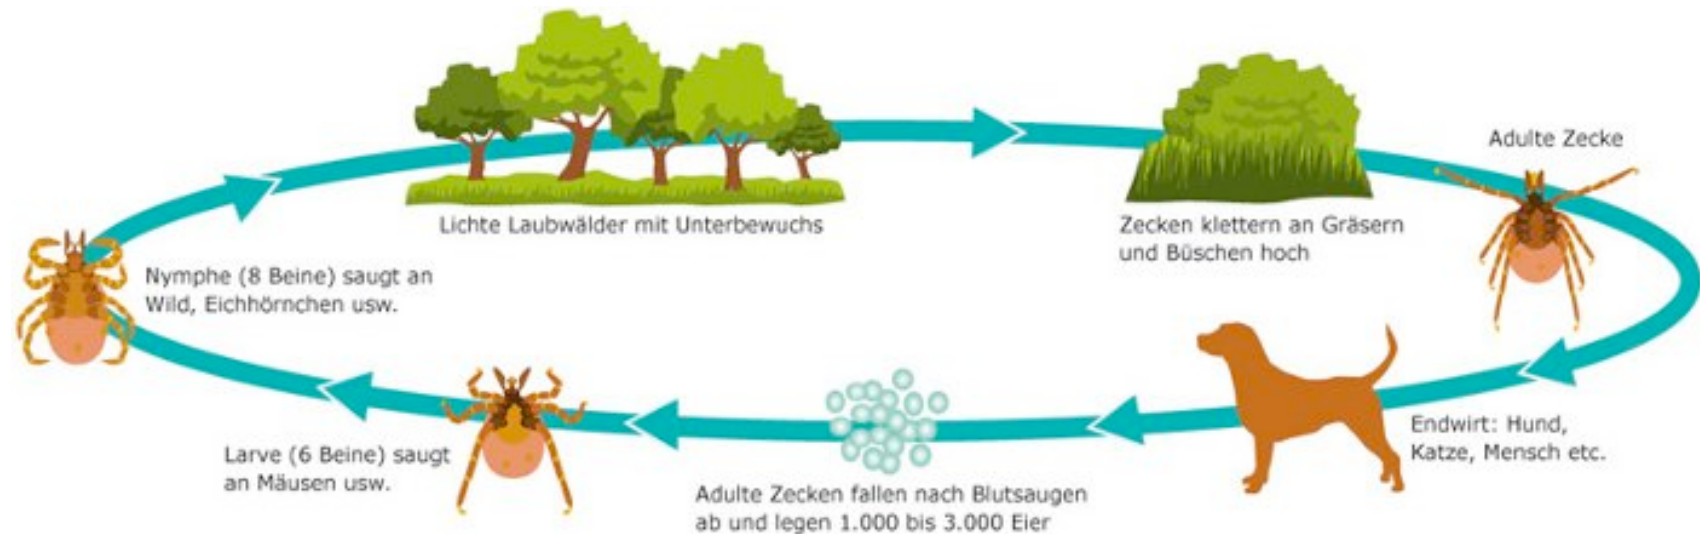 Adulte Zecke
Lichte Laubwälder mit Unterbewuchs
Zecken klettern an Gräsern
und Büschen hoch
Nymphe (8 Beine) saugt an
Wild, Eichhörnchen usw.
Endwirt: Hund,
Katze, Mensch etc.
Larve (6 Beine) saugt
an Mäusen usw.
Adulte Zecken fallen nach Blutsaugen
ab und legen 1.000 bis 3.000 Eier